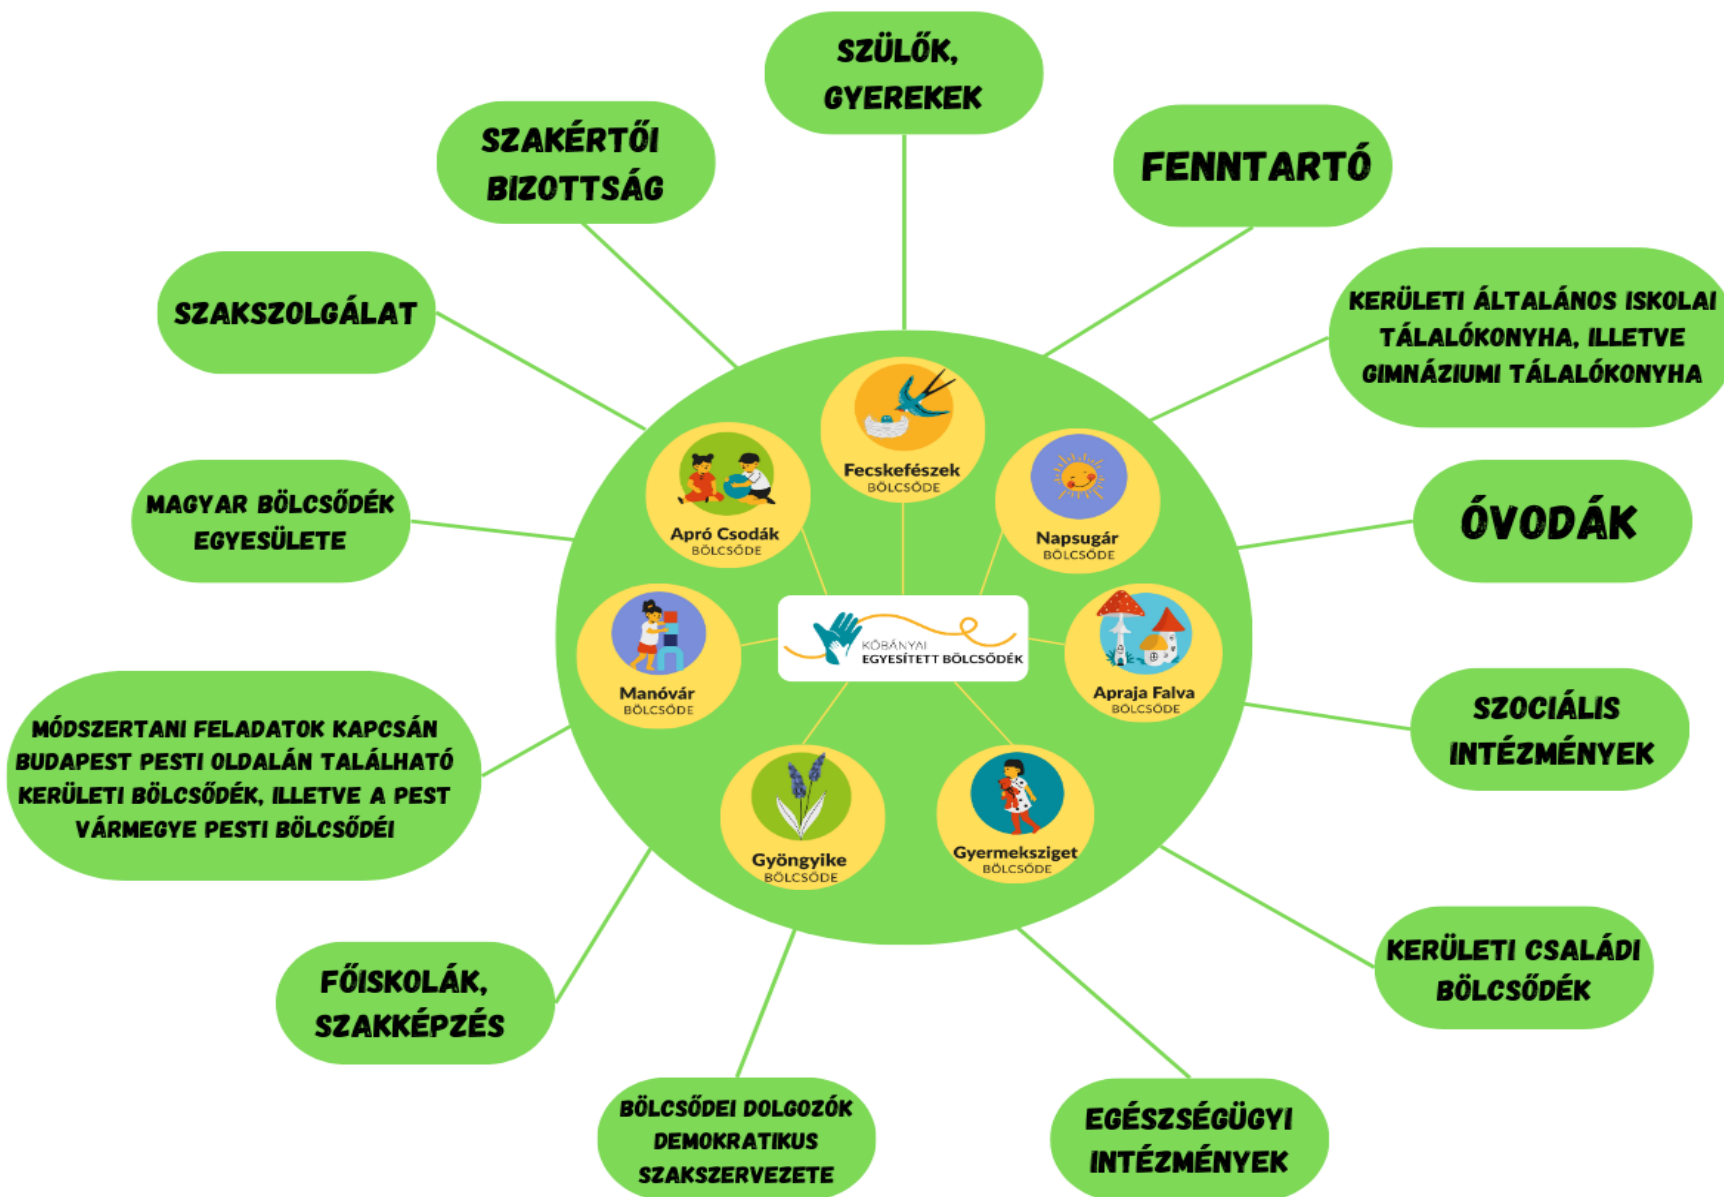 SZÜLŐK,
GYEREKEK
SZAKÉRTŐI
BIZOTTSÁG
FENNTARTÓ
SZAKSZOLGÁLAT
KERÜLETI ÁLTALÁNOS ISKOLAI
TÁLALÓKONYHA, ILLETVE
GIMNÁZIUMI TÁLALÓKONYHA
MAGYAR BÖLCSŐDÉK
EGYESÜLETE
ÓVODÁK
Fecskefészek
BÖLCSŐDE
Apró Csodák
BÖLCSŐDE
Napsugár
BÖLCSŐDE
KŐBÁNYAI
EGYESÍTETT BÖLCSŐDÉK
Manóvár
BÖLCSŐDE
Apraja Falva
BÖLCSŐDE
Gyöngyike
BÖLCSŐDE
Gyermeksziget
BÖLCSŐDE
MÓDSZERTANI FELADATOK KAPCSÁN
BUDAPEST PESTI OLDALÁN TALÁLHATÓ
KERÜLETI BÖLCSŐDÉK, ILLETVE A PEST
VÁRMEGYE PESTI BÖLCSŐDÉI
SZOCIÁLIS
INTÉZMÉNYEK
FŐISKOLÁK,
SZAKKÉPZÉS
KERÜLETI CSALÁDI
BÖLCSŐDÉK
BÖLCSŐDEI DOLGOZÓK
DEMOKRATIKUS
SZAKSZERVEZETE
EGÉSZSÉGÜGYI
INTÉZMÉNYEK